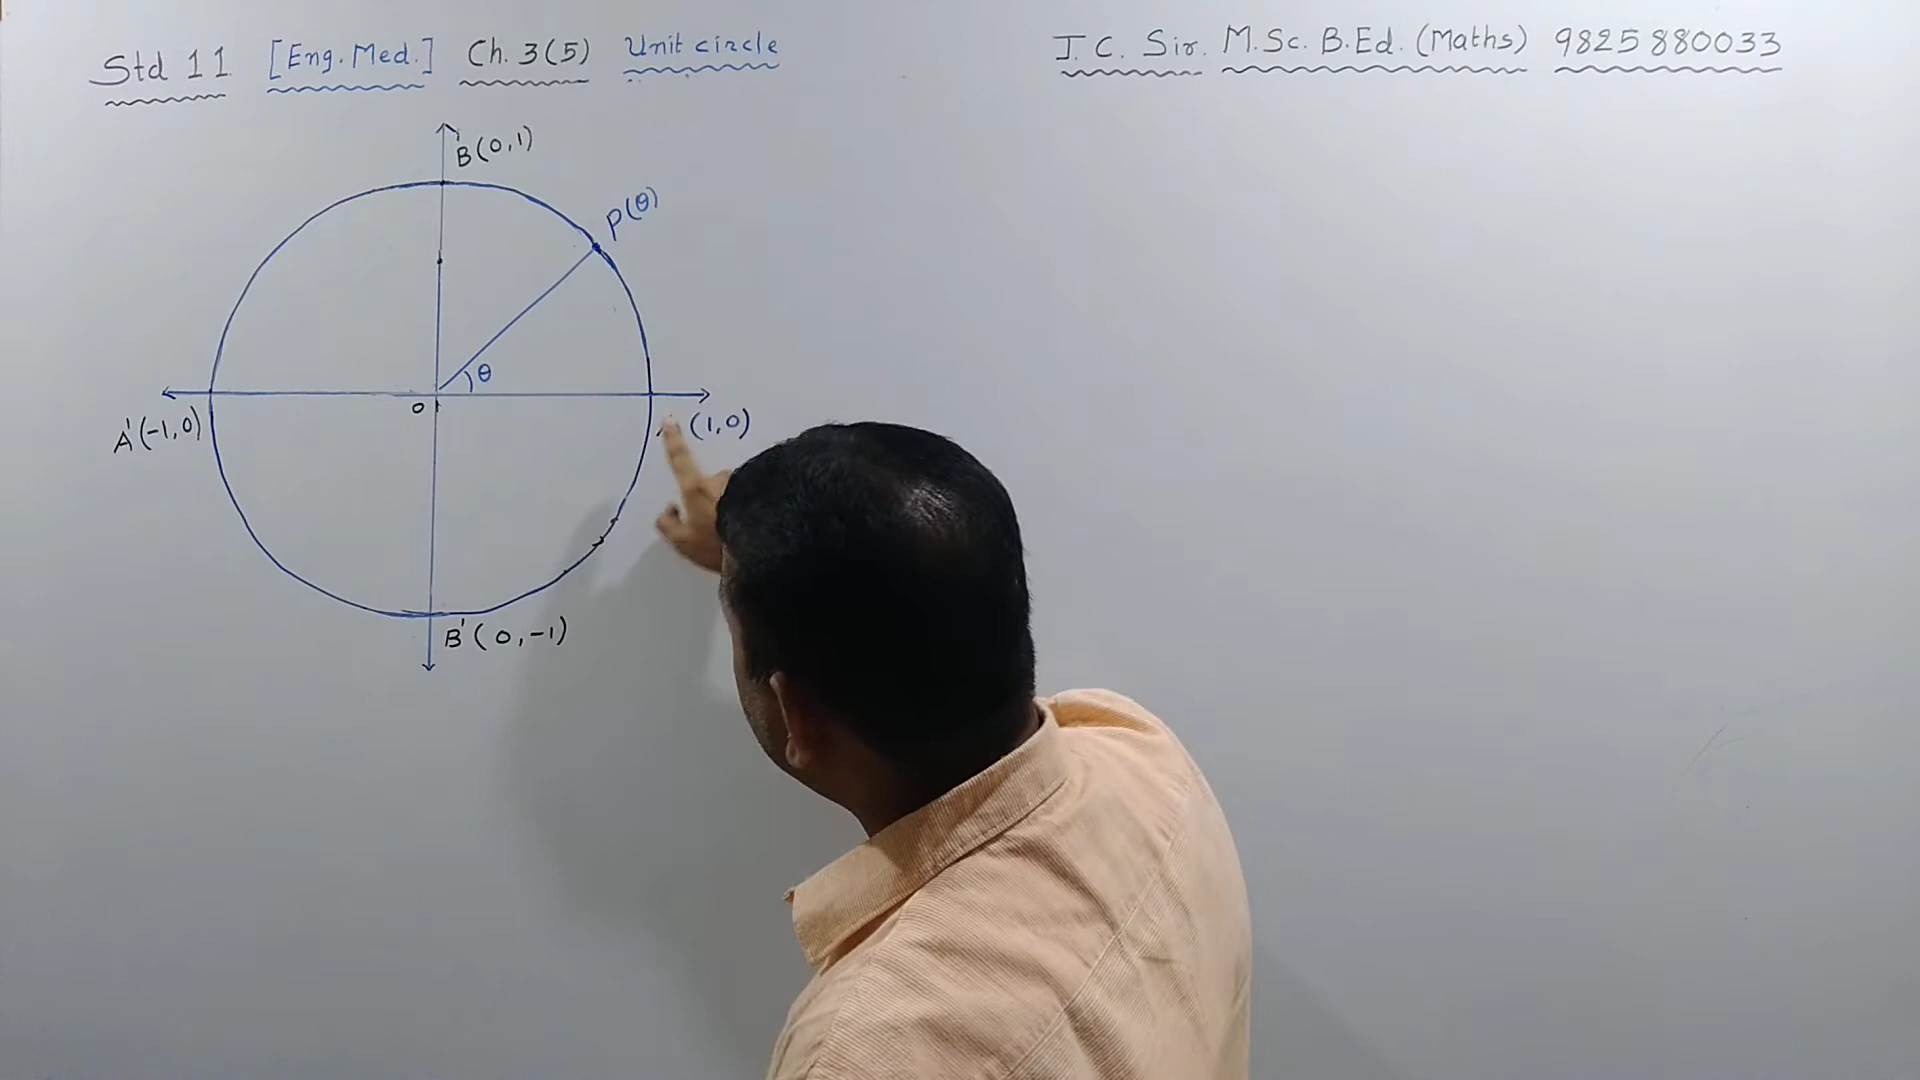 Std 11 [Eng. Med.] Ch. 3(5) Unit circle
J. C. Sir. M.Sc. B.Ed. (Maths) 9825880033
B(0,1)
P(θ)
θ
O
A'(-1,0)
(1,0)
B'(0,-1)